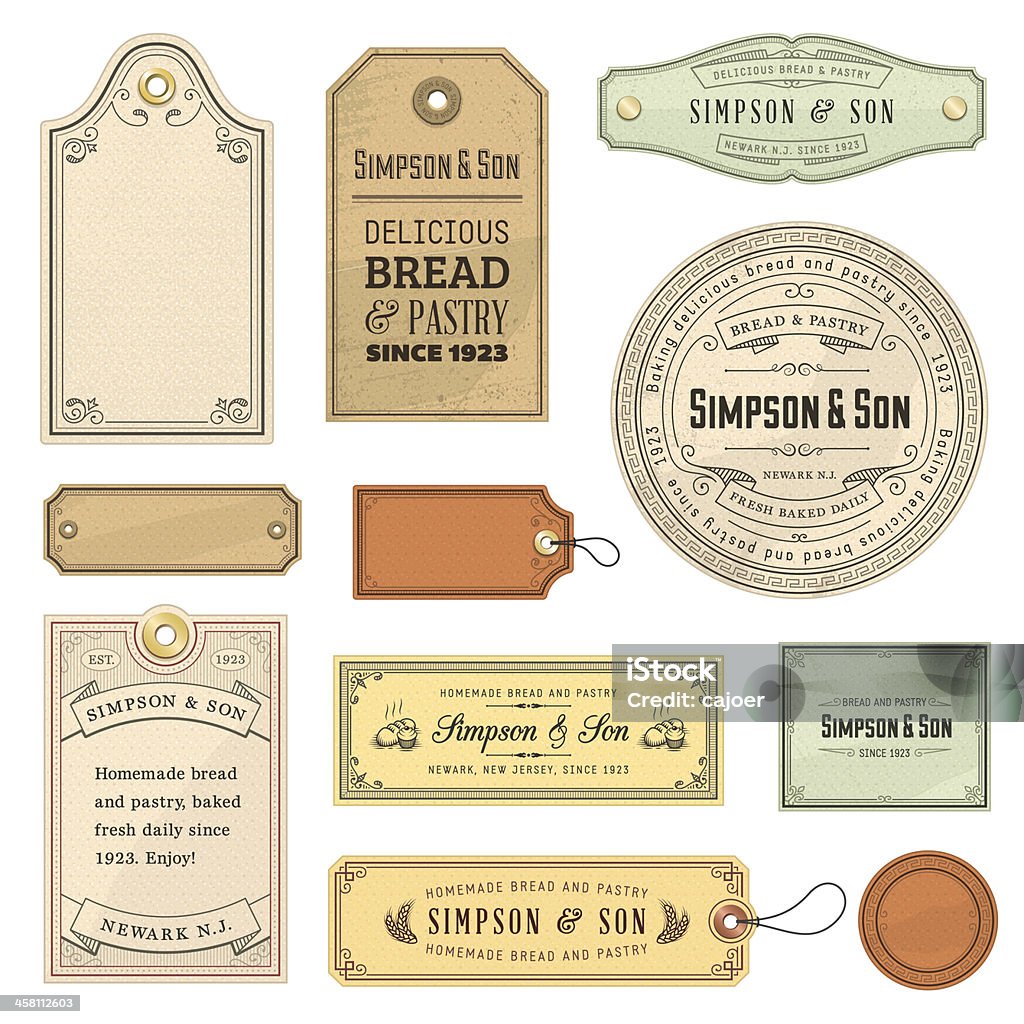 SIMPSON & SON
SIMPSON & SON
SIMPSON & SON
DELICIOUS
BREAD
& PASTRY
SINCE 1923
DELICIOUS BREAD & PASTRY
SIMPSON & SON
NEWARK N.J. SINCE 1923
Baking delicious bread and pastry since 1923
Baking delicious bread and pastry since 1923
BREAD & PASTRY
SIMPSON & SON
NEWARK N.J.
FRESH BAKED DAILY
EST. 1923
SIMPSON & SON
Homemade bread
and pastry, baked
fresh daily since
1923. Enjoy!
NEWARK N.J.
HOMEMADE BREAD AND PASTRY
Simpson & Son
NEWARK, NEW JERSEY, SINCE 1923
iStock
Credit: cajoer
BREAD AND PASTRY
SIMPSON & SON
SINCE 1923
HOMEMADE BREAD AND PASTRY
SIMPSON & SON
HOMEMADE BREAD AND PASTRY
458112603